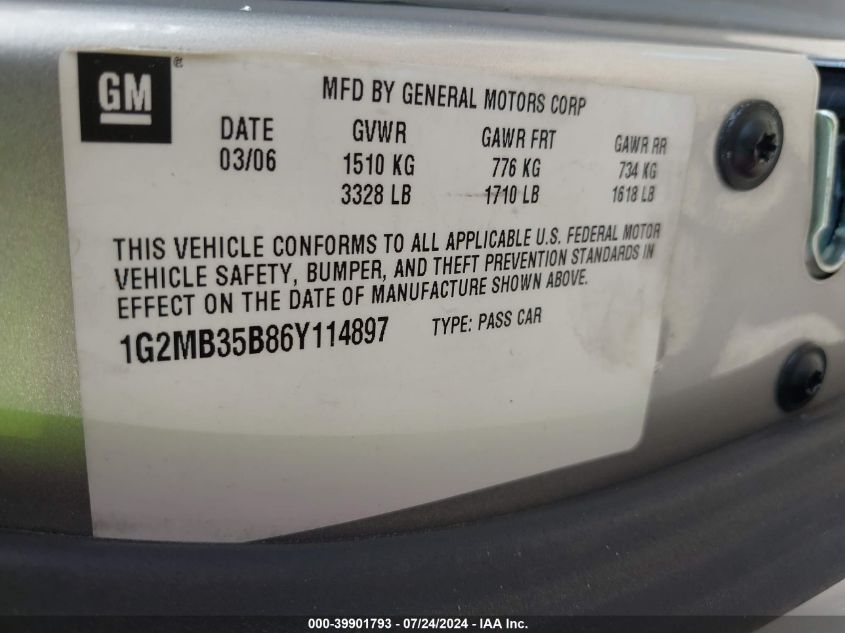 GM ®
MFD BY GENERAL MOTORS CORP
DATE GVWR GAWR FRT GAWR RR
03/06 1510 KG 776 KG 734 KG
3328 LB 1710 LB 1618 LB
THIS VEHICLE CONFORMS TO ALL APPLICABLE U.S. FEDERAL MOTOR
VEHICLE SAFETY, BUMPER, AND THEFT PREVENTION STANDARDS IN
EFFECT ON THE DATE OF MANUFACTURE SHOWN ABOVE.
1G2MB35B86Y114897 TYPE: PASS CAR
000-39901793 - 07/24/2024 - IAA Inc.